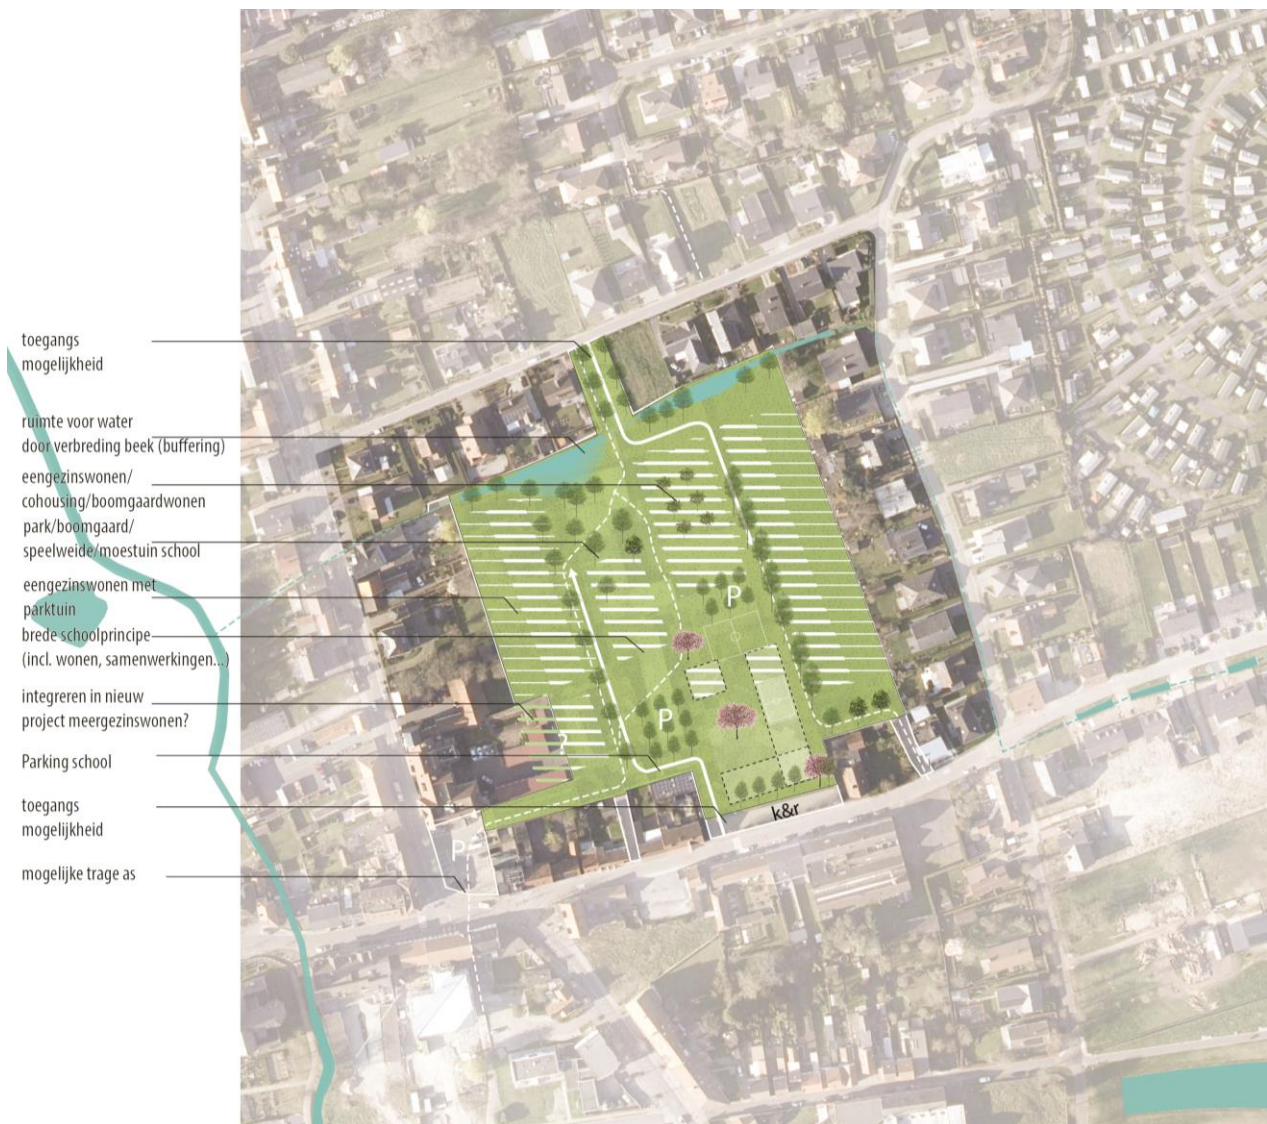 toegangs
mogelijkheid
ruimte voor water
door verbreding beek (buffering)
eengezinswonen/
cohousing/boomgaardwonen
park/boomgaard/
speelweide/moestuin school
eengezinswonen met
parktuin
brede schoolprincipe
(incl. wonen, samenwerkingen...)
integreren in nieuw
project meergezinswonen?
Parking school
toegangs
mogelijkheid
mogelijke trage as
P
P
?
k&r
P